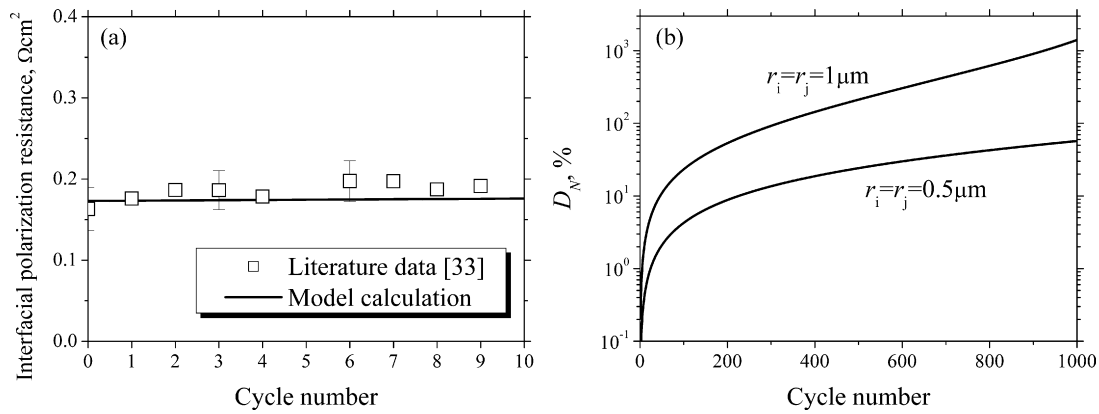 (a)
Interfacial polarization resistance, Ωcm²
0.4
0.3
0.2
0.1
0.0
Literature data [33]
Model calculation
0 1 2 3 4 5 6 7 8 9 10
Cycle number
(b)
D_N, %
10³
10²
10¹
10⁰
10⁻¹
r_i=r_j=1μm
r_i=r_j=0.5μm
0 200 400 600 800 1000
Cycle number